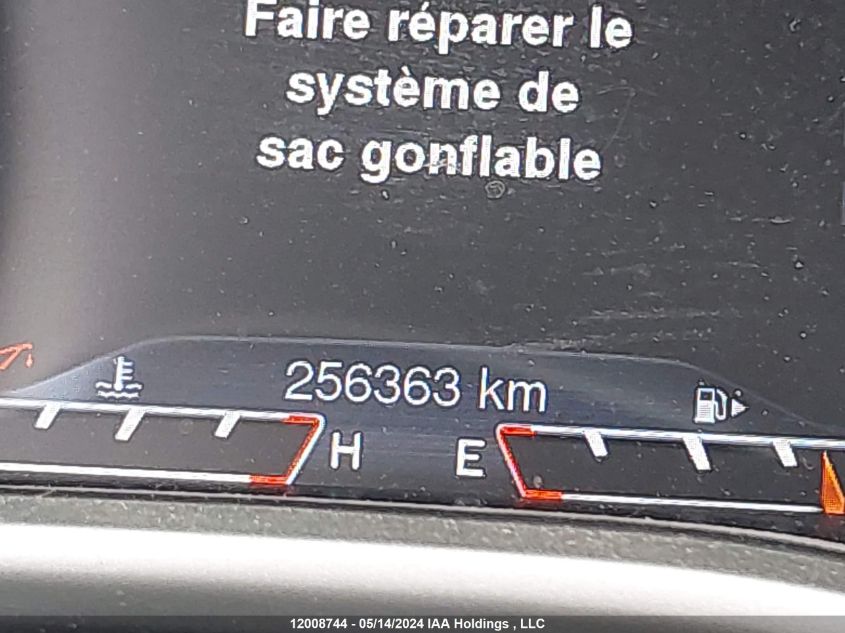 Faire réparer le
système de
sac gonflable
256363 km
H E
12008744 - 05/14/2024 IAA Holdings , LLC